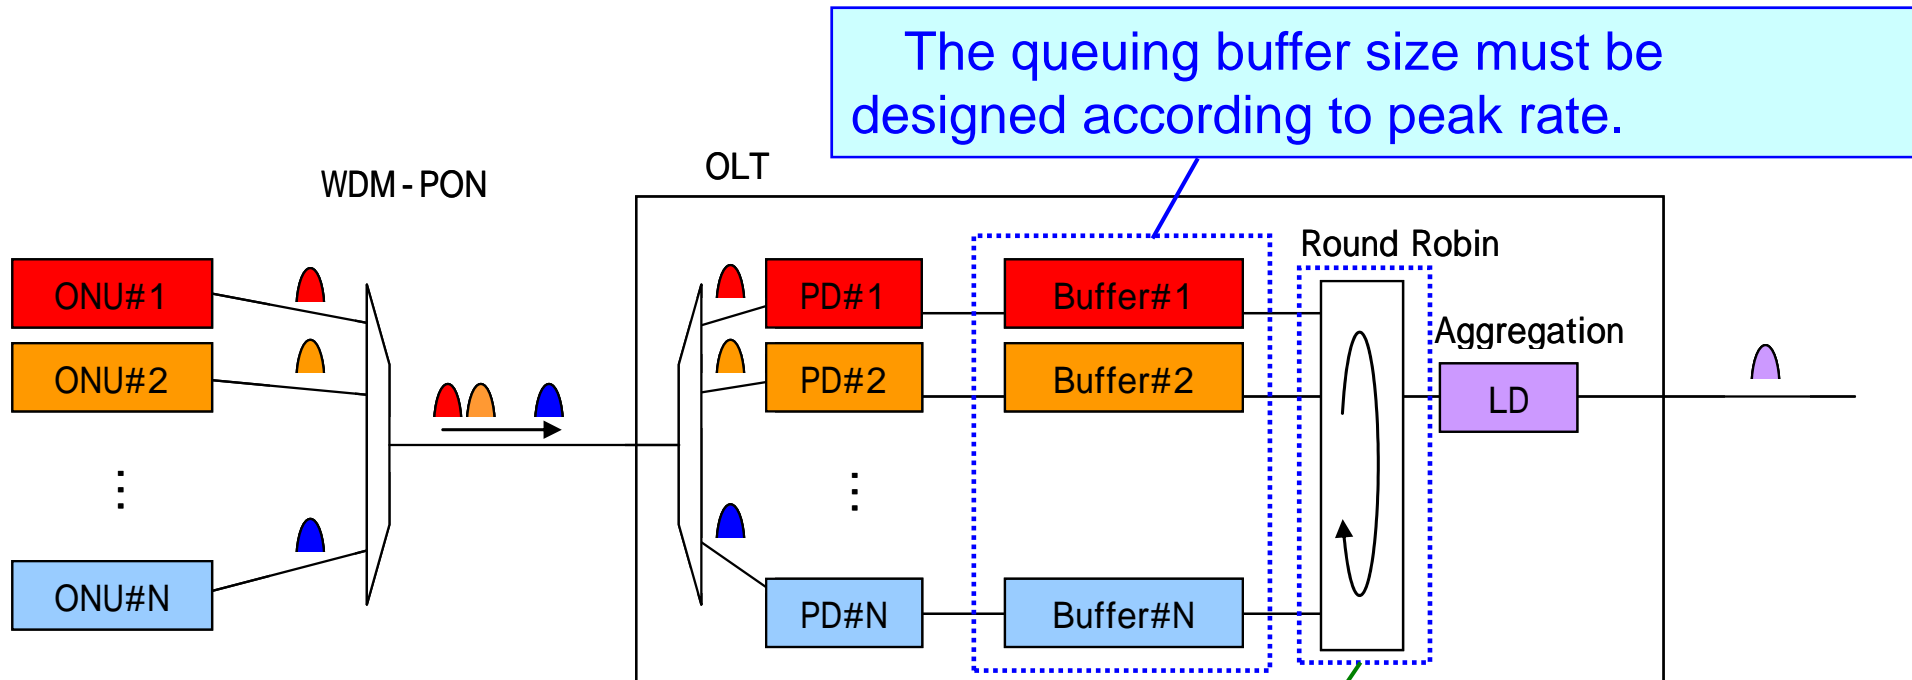 The queuing buffer size must be
designed according to peak rate.
OLT
WDM-PON
Round Robin
ONU#1
PD#1
Buffer#1
Aggregation
ONU#2
PD#2
Buffer#2
LD
ONU#N
PD#N
Buffer#N